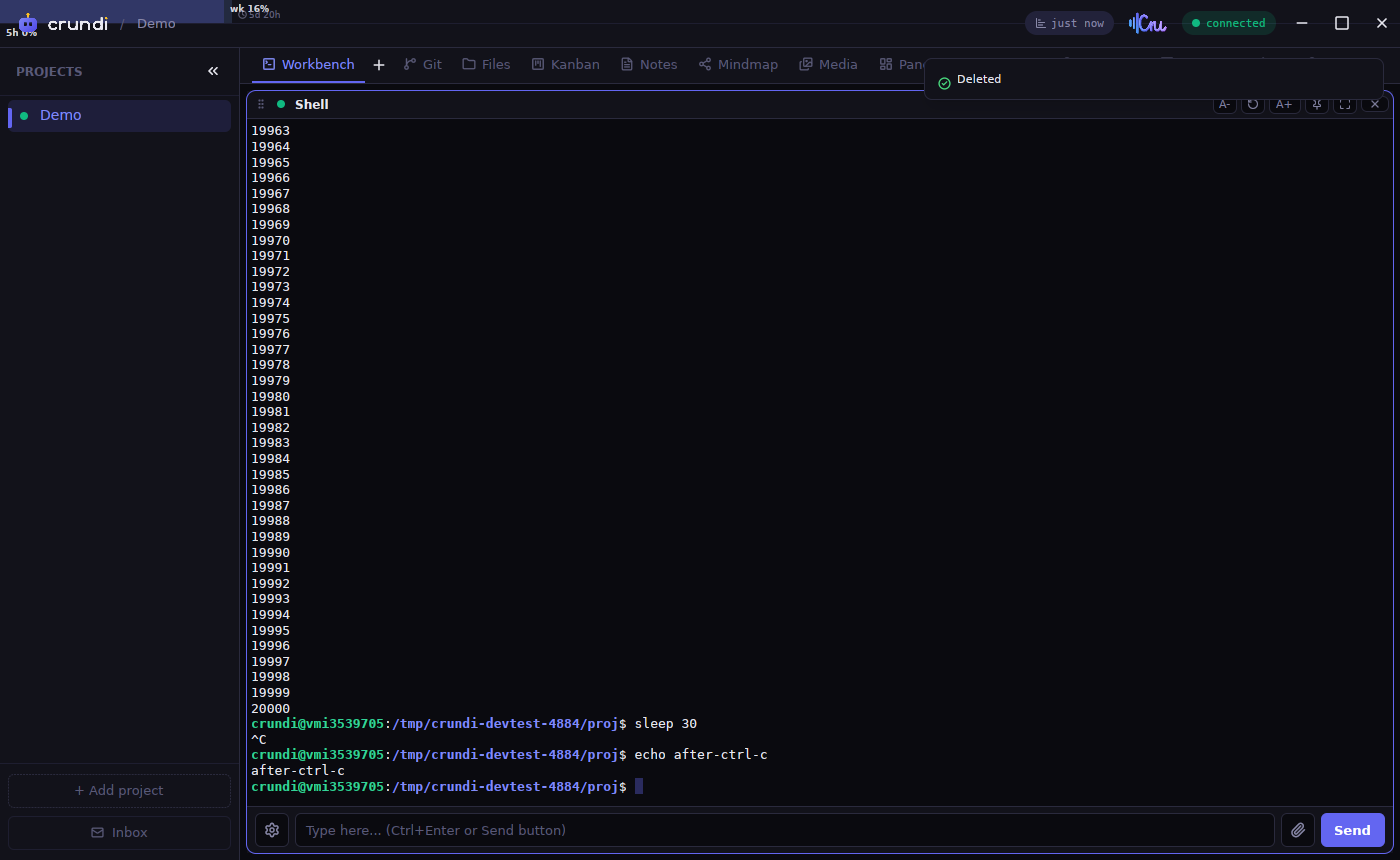 wk 16%
5d 20h
5h 0%
crundi / Demo
just now
Cru
connected
PROJECTS
Workbench
Git
Files
Kanban
Notes
Mindmap
Media
Deleted
Demo
Shell
A-
A+
19963
19964
19965
19966
19967
19968
19969
19970
19971
19972
19973
19974
19975
19976
19977
19978
19979
19980
19981
19982
19983
19984
19985
19986
19987
19988
19989
19990
19991
19992
19993
19994
19995
19996
19997
19998
19999
20000
crundi@vmi3539705:/tmp/crundi-devtest-4884/proj$ sleep 30
^C
crundi@vmi3539705:/tmp/crundi-devtest-4884/proj$ echo after-ctrl-c
after-ctrl-c
crundi@vmi3539705:/tmp/crundi-devtest-4884/proj$
+ Add project
Inbox
Type here... (Ctrl+Enter or Send button)
Send